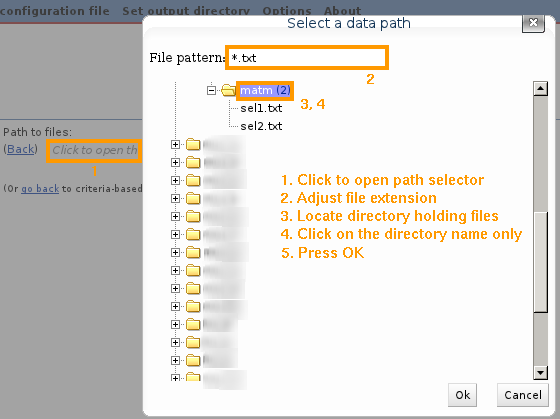 configuration file Set output directory Options About
Select a data path
File pattern: *.txt
2
matm (2)
3, 4
sel1.txt
sel2.txt
Path to files:
(Back) Click to open th
1
(Or go back to criteria-based
1. Click to open path selector
2. Adjust file extension
3. Locate directory holding files
4. Click on the directory name only
5. Press OK
Ok Cancel